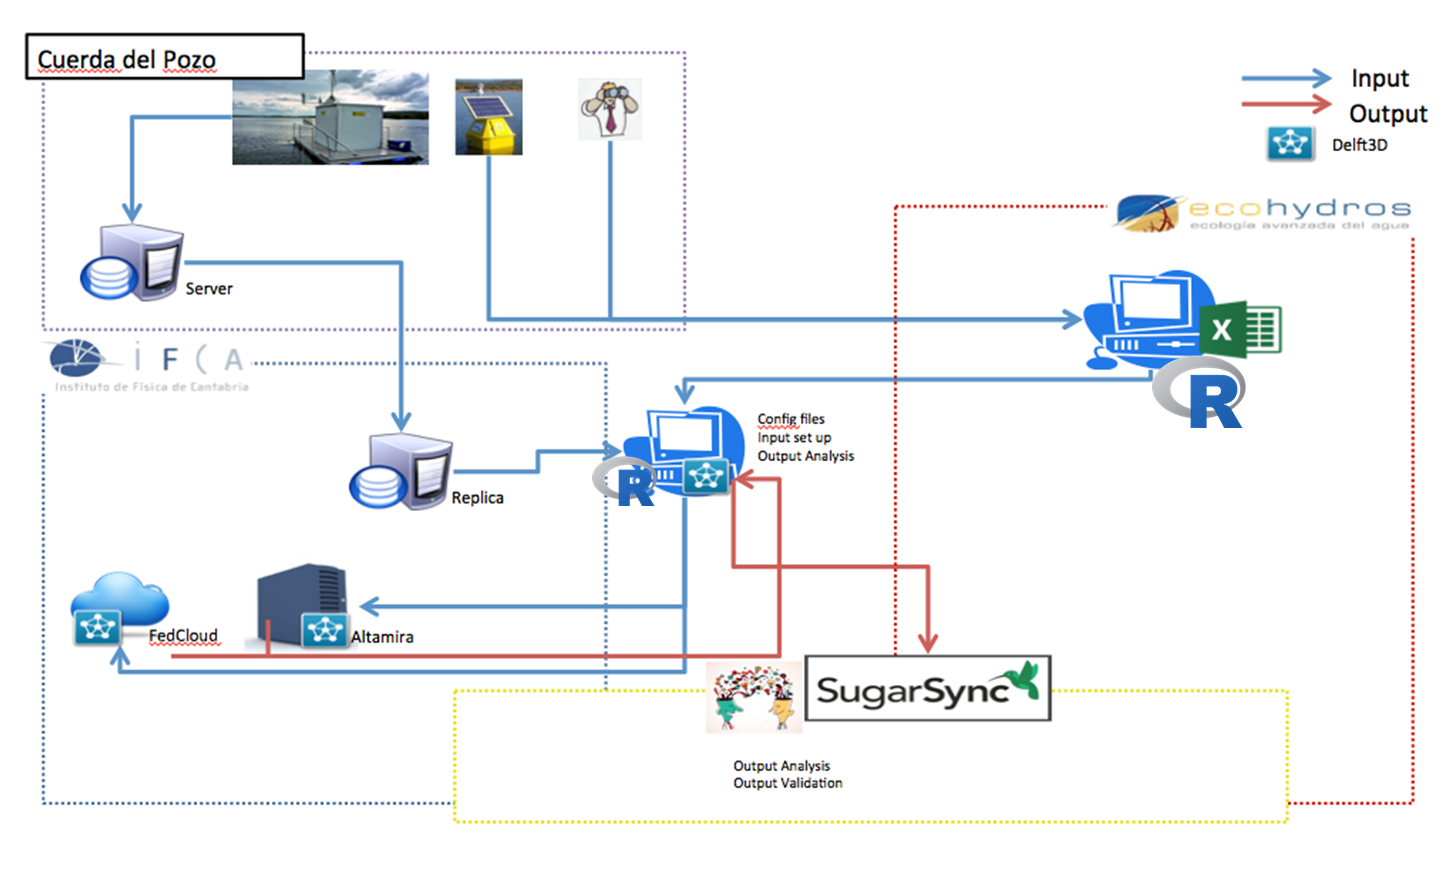 Cuerda del Pozo
Input
Output
Delft3D
ecohydros
ecología avanzada del agua
Server
X
R
iFCA
Instituto de Física de Cantabria
Config files
Input set up
Output Analysis
R
Replica
FedCloud
Altamira
SugarSync
Output Analysis
Output Validation